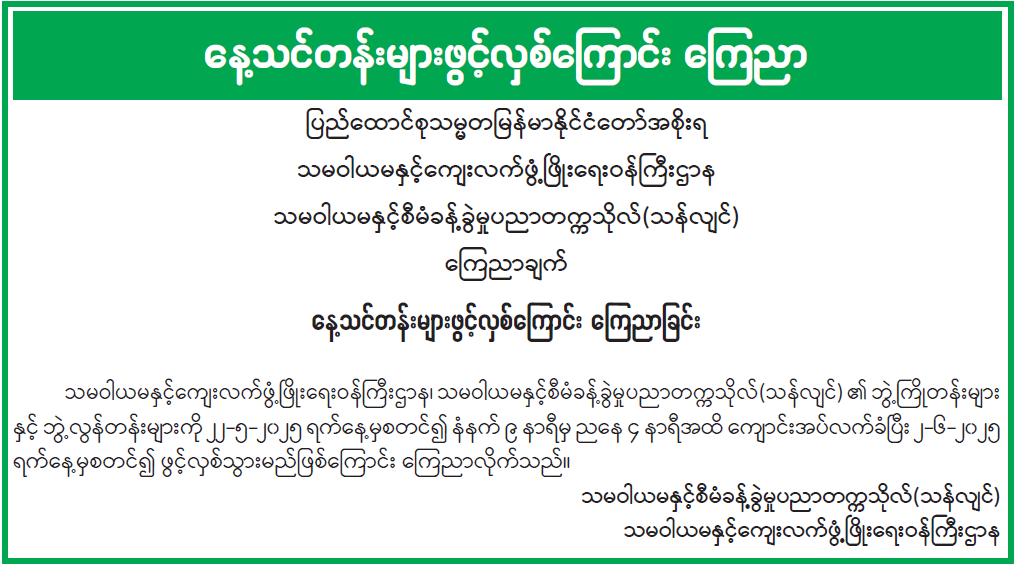 နေ့သင်တန်းများဖွင့်လှစ်ကြောင်း ကြေညာ
ပြည်ထောင်စုသမ္မတမြန်မာနိုင်ငံတော်အစိုးရ
သမဝါယမနှင့်ကျေးလက်ဖွံ့ဖြိုးရေးဝန်ကြီးဌာန
သမဝါယမနှင့်စီမံခန့်ခွဲမှုပညာတက္ကသိုလ်(သန်လျင်)
ကြေညာချက်
နေ့သင်တန်းများဖွင့်လှစ်ကြောင်း ကြေညာခြင်း
သမဝါယမနှင့်ကျေးလက်ဖွံ့ဖြိုးရေးဝန်ကြီးဌာန၊ သမဝါယမနှင့်စီမံခန့်ခွဲမှုပညာတက္ကသိုလ်(သန်လျင်) ၏ ဘွဲ့ကြိုတန်းများ
နှင့် ဘွဲ့လွန်တန်းများကို ၂၂-၅-၂၀၂၅ ရက်နေ့မှစတင်၍ နံနက် ၉ နာရီမှ ညနေ ၄ နာရီအထိ ကျောင်းအပ်လက်ခံပြီး ၂-၆-၂၀၂၅
ရက်နေ့မှစတင်၍ ဖွင့်လှစ်သွားမည်ဖြစ်ကြောင်း ကြေညာလိုက်သည်။
သမဝါယမနှင့်စီမံခန့်ခွဲမှုပညာတက္ကသိုလ်(သန်လျင်)
သမဝါယမနှင့်ကျေးလက်ဖွံ့ဖြိုးရေးဝန်ကြီးဌာန